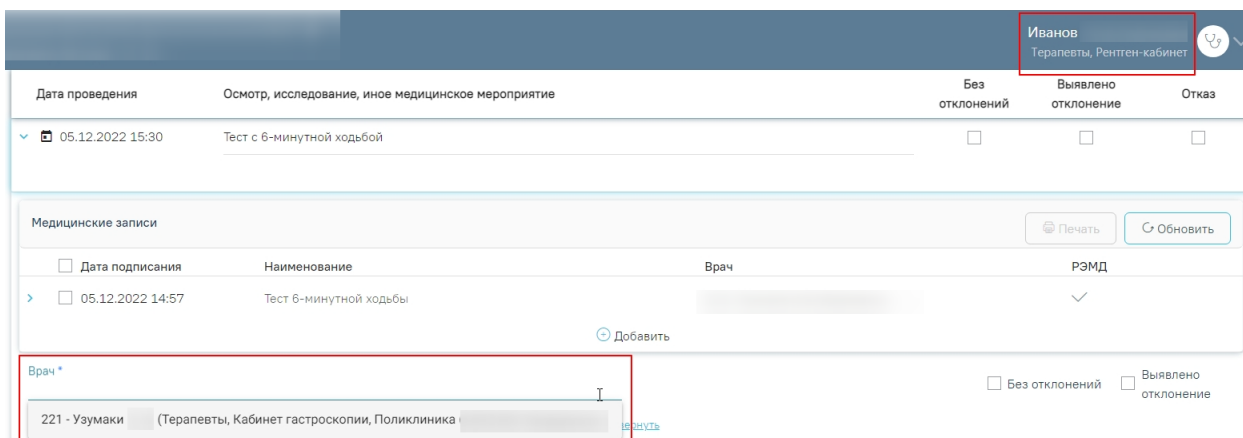 Иванов
Терапевты, Рентген-кабинет
Дата проведения Осмотр, исследование, иное медицинское мероприятие Без отклонений Выявлено отклонение Отказ
05.12.2022 15:30 Тест с 6-минутной ходьбой
Медицинские записи Печать Обновить
Дата подписания Наименование Врач РЭМД
05.12.2022 14:57 Тест 6-минутной ходьбы
Добавить
Врач *
Без отклонений Выявлено отклонение
221 - Узумаки (Терапевты, Кабинет гастроскопии, Поликлиника